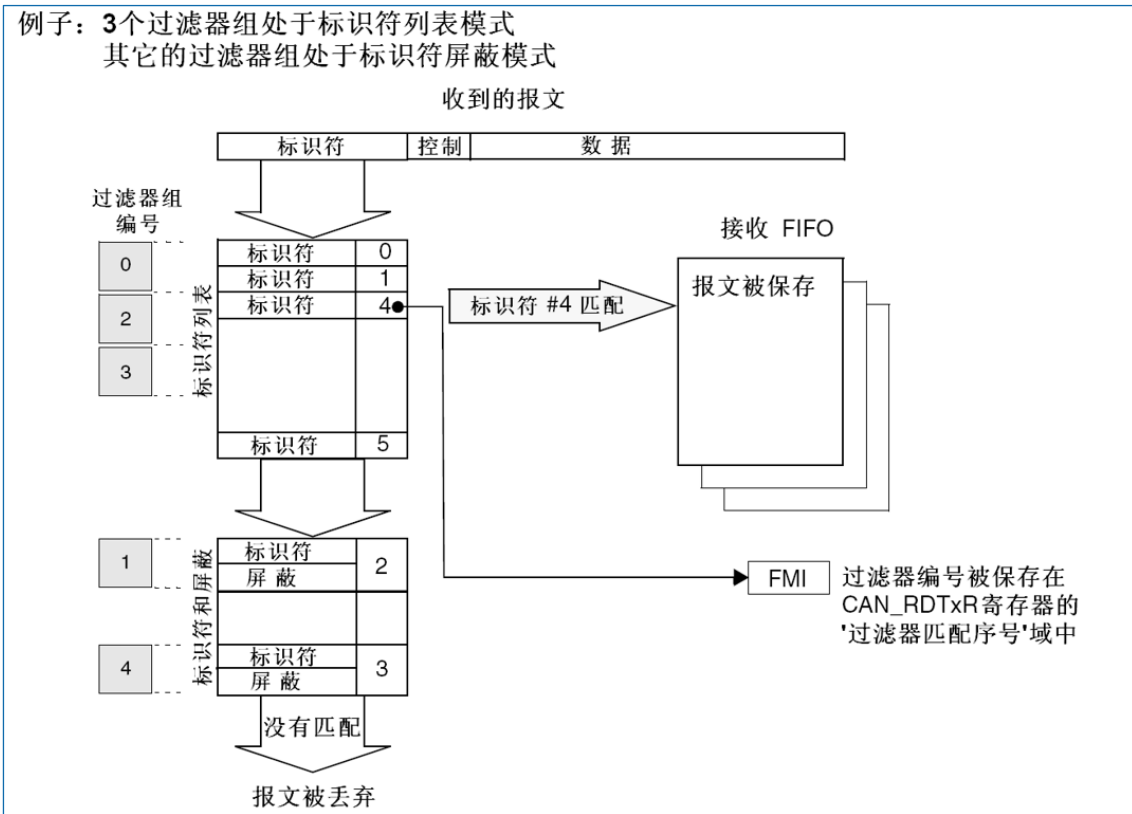 例子：3个过滤器组处于标识符列表模式
其它的过滤器组处于标识符屏蔽模式
收到的报文
标识符 控制 数据
过滤器组
编号
接收 FIFO
0
标识符 0
标识符 1
标识符列表
2
标识符 4
标识符 #4 匹配
报文被保存
3
标识符 5
1
标识符和屏蔽
标识符
屏蔽
2
FMI
过滤器编号被保存在
CAN_RDTxR寄存器的
'过滤器匹配序号'域中
4
标识符
屏蔽
3
没有匹配
报文被丢弃